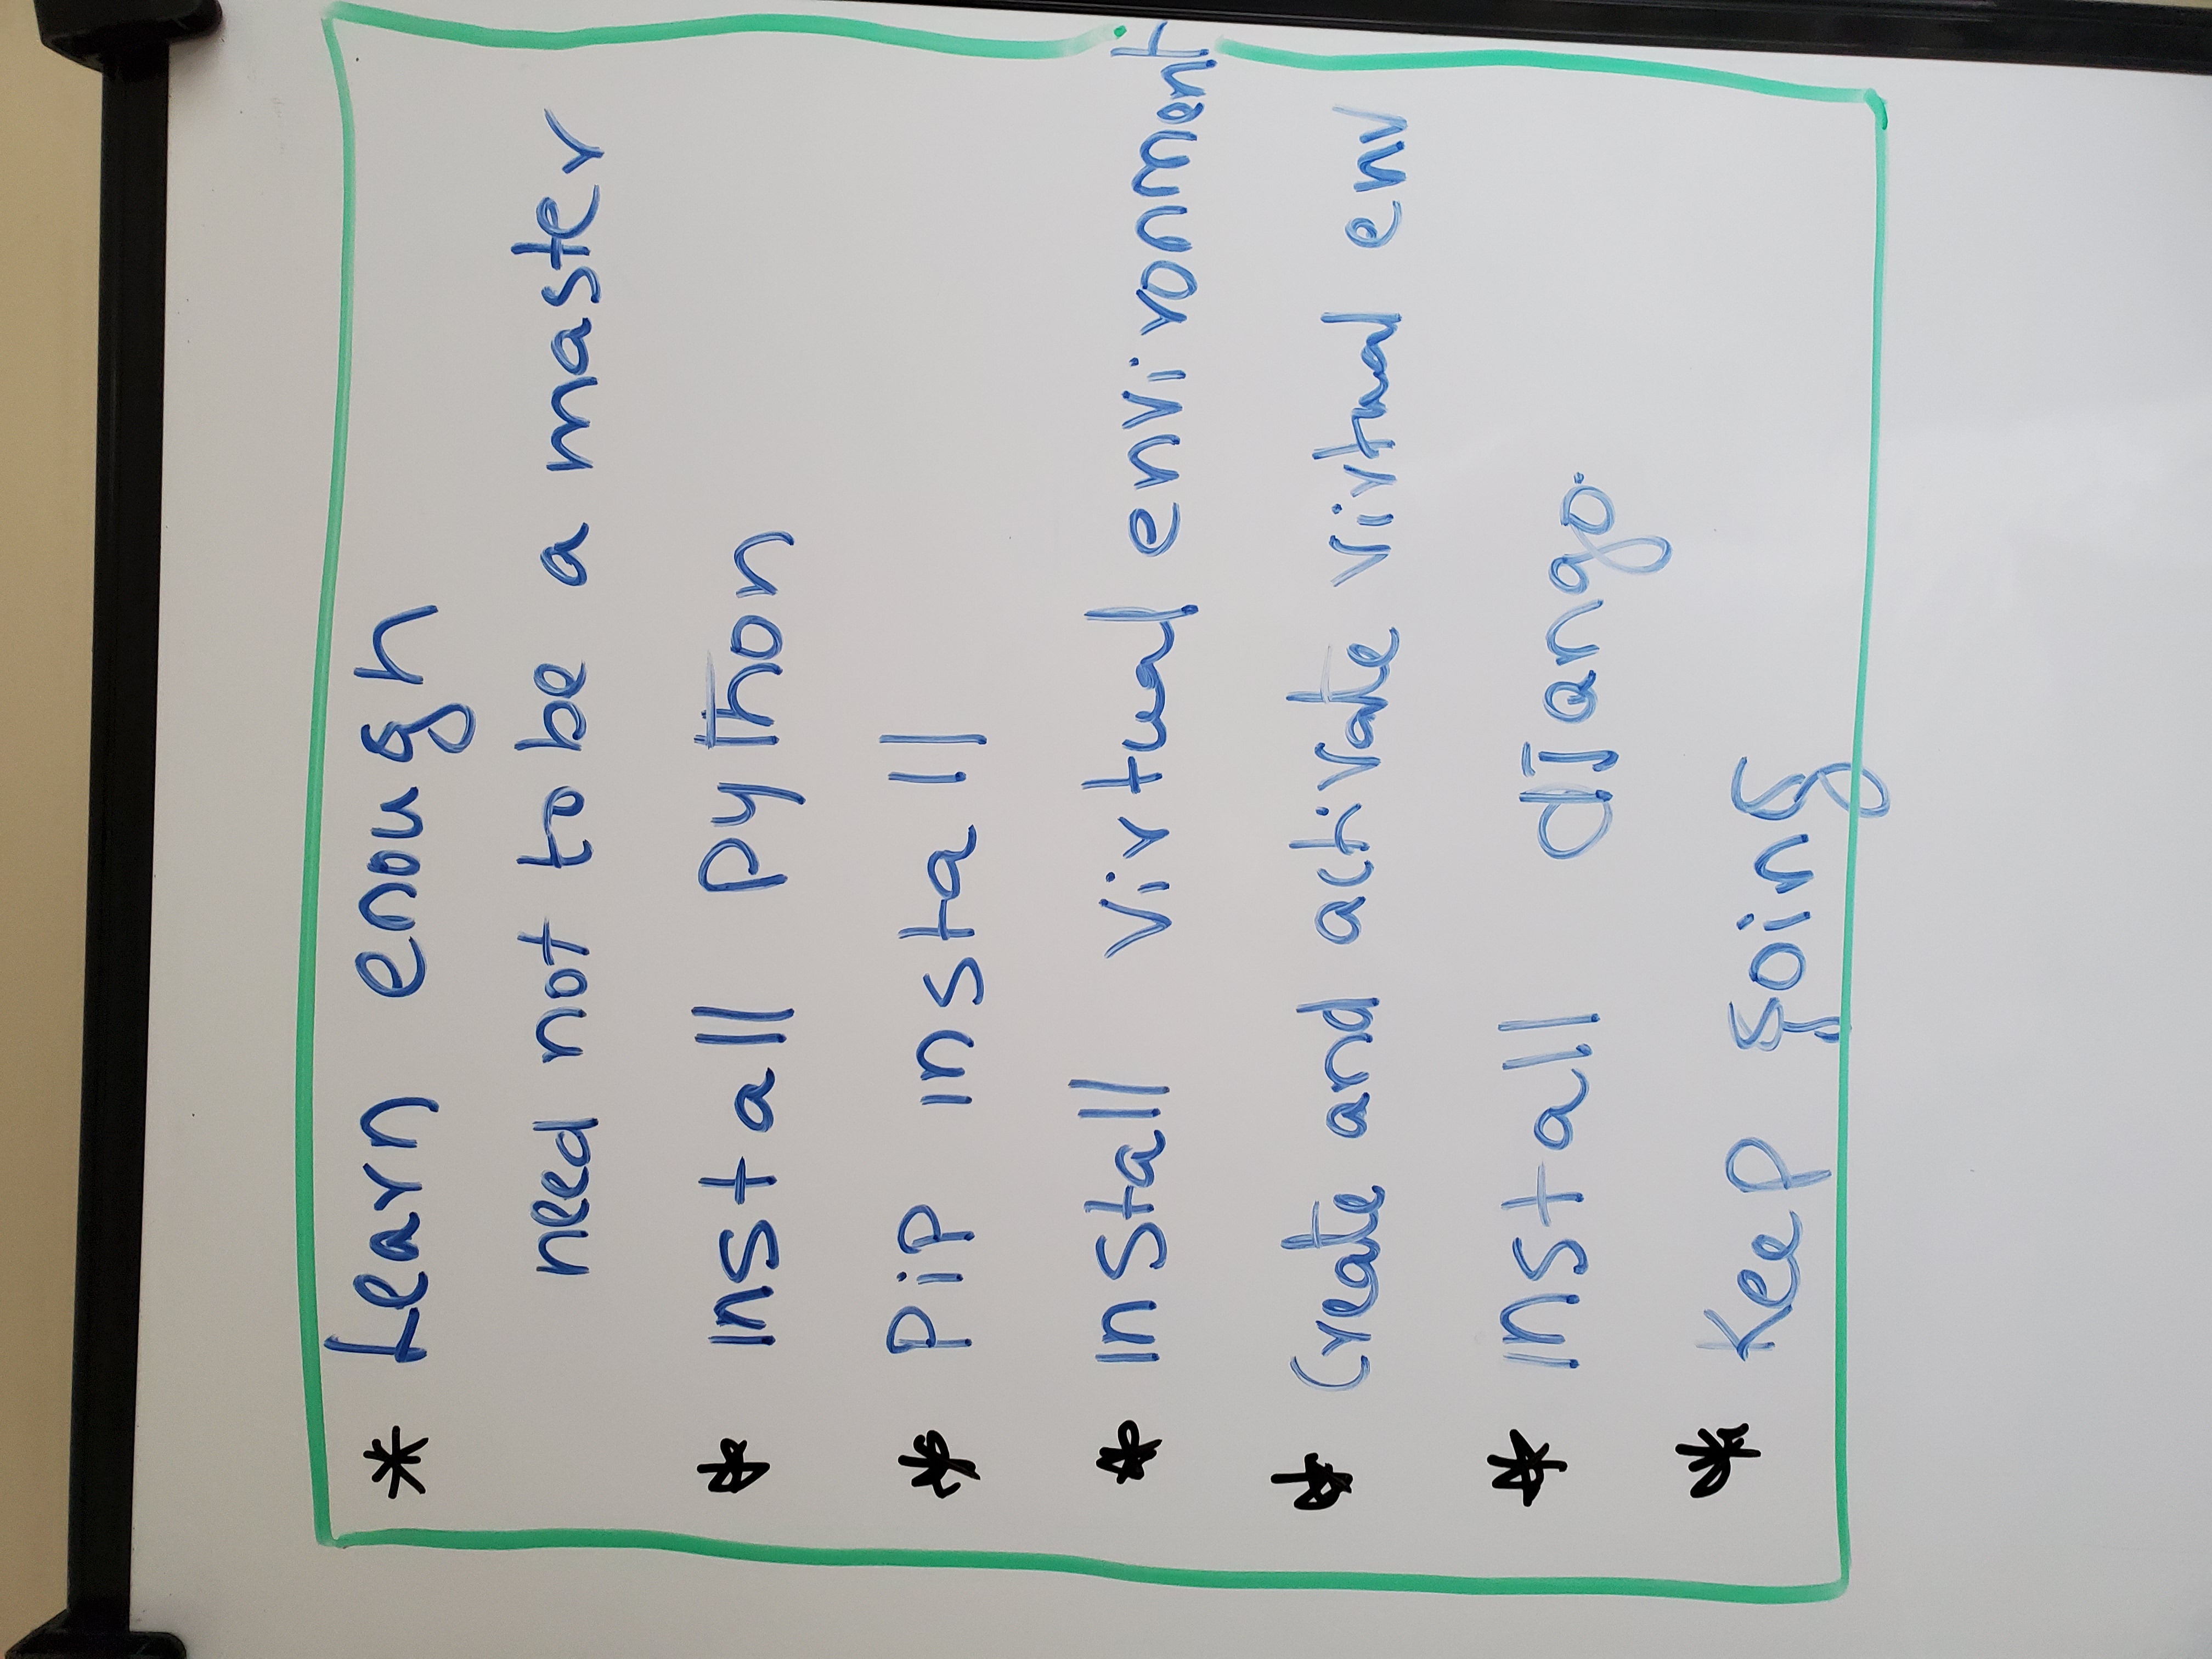 * Learn enough
need not to be a master
* Install Python
* PiP install
* Install Virtual environment
* Create and activate Virtual env
* Install django.
* Keep going